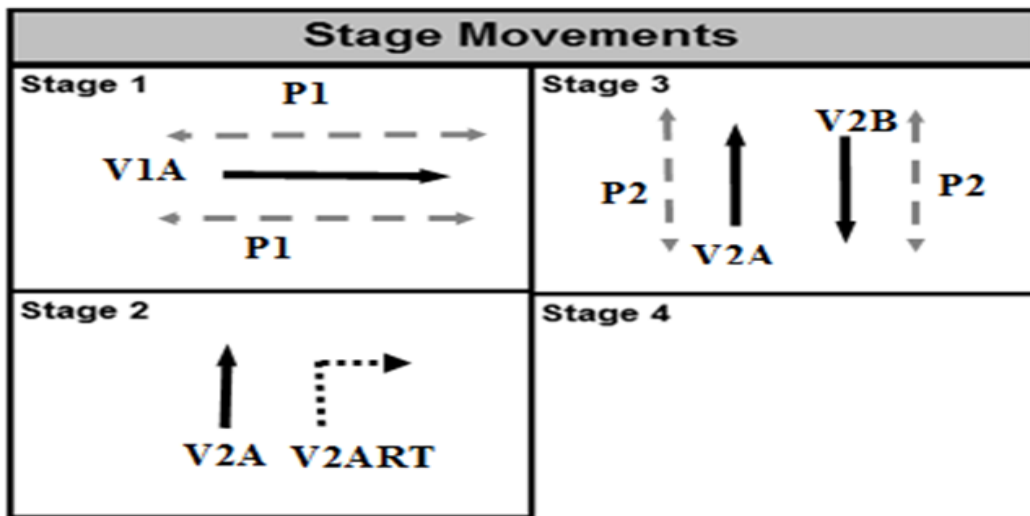 Stage Movements
Stage 1
P1
V1A
P1
Stage 3
V2B
P2
P2
V2A
Stage 2
V2A V2ART
Stage 4